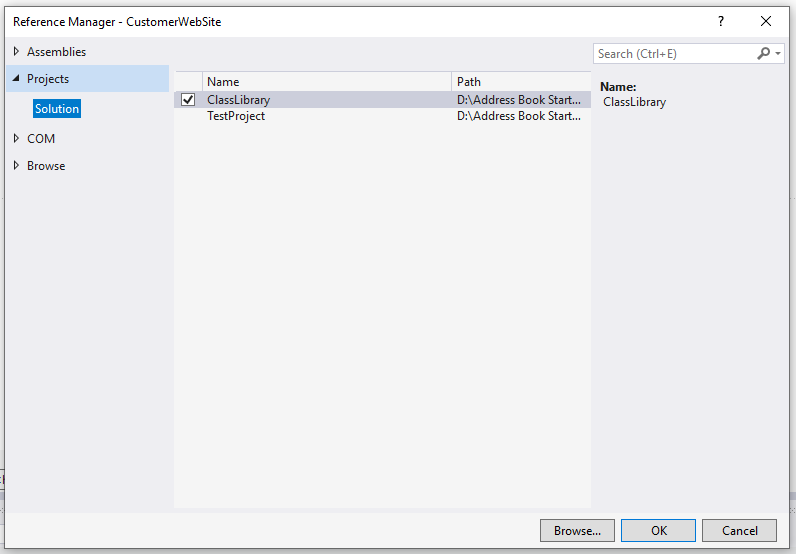 Reference Manager - CustomerWebSite
?
Assemblies
Search (Ctrl+E)
Projects
Name
Path
Name:
ClassLibrary
D:\Address Book Start...
ClassLibrary
Solution
TestProject
D:\Address Book Start...
COM
Browse
Browse...
OK
Cancel